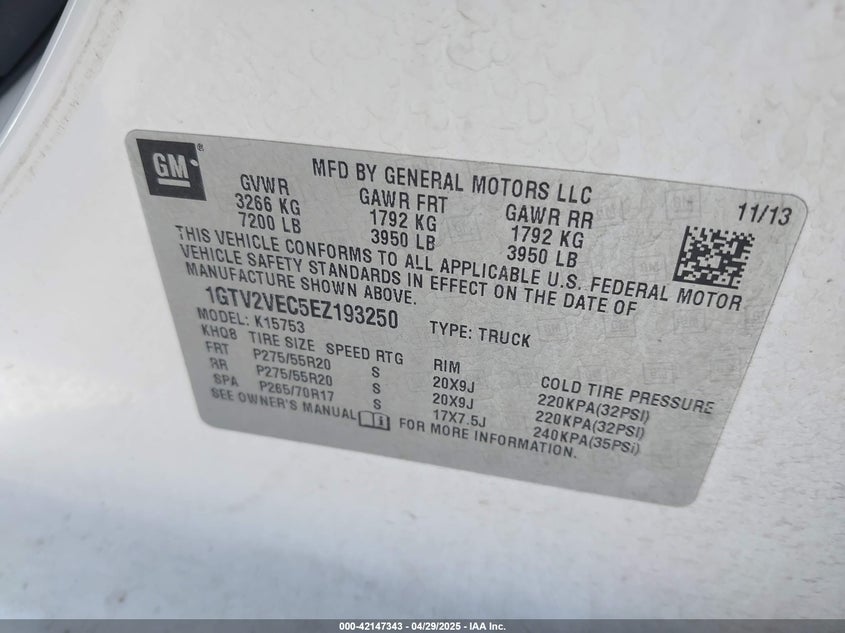 GM ®
MFD BY GENERAL MOTORS LLC
11/13
GVWR GAWR FRT GAWR RR
3266 KG 1792 KG 1792 KG
7200 LB 3950 LB 3950 LB
THIS VEHICLE CONFORMS TO ALL APPLICABLE U.S. FEDERAL MOTOR
VEHICLE SAFETY STANDARDS IN EFFECT ON THE DATE OF
MANUFACTURE SHOWN ABOVE.
1GTV2VEC5EZ193250 TYPE: TRUCK
MODEL: K15753
KHQ8 TIRE SIZE SPEED RTG RIM COLD TIRE PRESSURE
FRT P275/55R20 S 20X9J 220KPA(32PSI)
RR P275/55R20 S 20X9J 220KPA(32PSI)
SPA P265/70R17 S 17X7.5J 240KPA(35PSI)
SEE OWNER'S MANUAL FOR MORE INFORMATION.
000-42147343 - 04/29/2025 - IAA Inc.